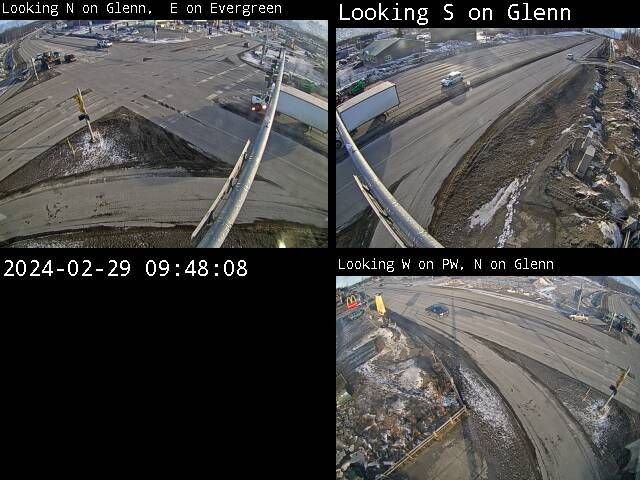 Looking N on Glenn,  E on Evergreen
Looking S on Glenn
2024-02-29 09:48:08
Looking W on PW, N on Glenn